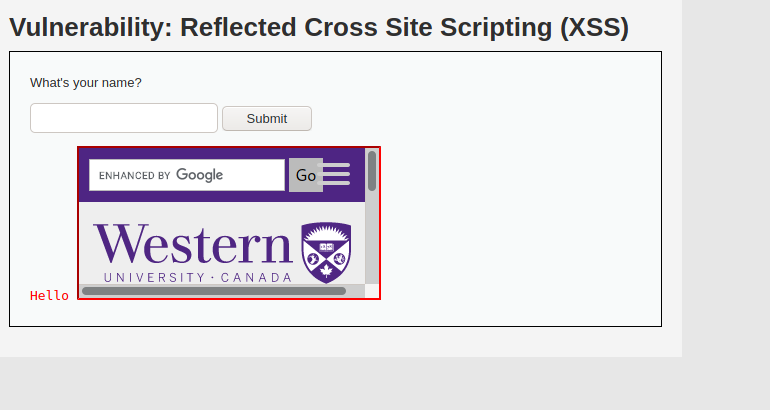 Vulnerability: Reflected Cross Site Scripting (XSS)
What's your name?
Submit
ENHANCED BY Google
Go
Western
UNIVERSITY · CANADA
Hello